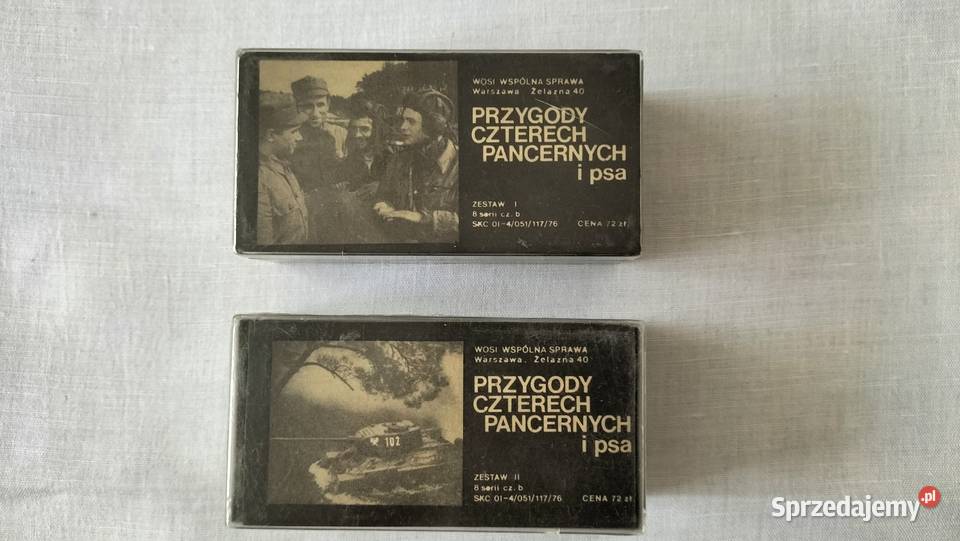 WOSI WSPÓLNA SPRAWA
Warszawa Żelazna 40
PRZYGODY
CZTERECH
PANCERNYCH
i psa
ZESTAW I
8 serii cz. b
SKC 01-4/051/117/76 CENA 72 zł
WOSI WSPÓLNA SPRAWA
Warszawa. Żelazna 40
PRZYGODY
CZTERECH
PANCERNYCH
i psa
102
ZESTAW II
8 serii cz. b
SKC 01-4/051/117/76 CENA 72 zł
Sprzedajemy .pl